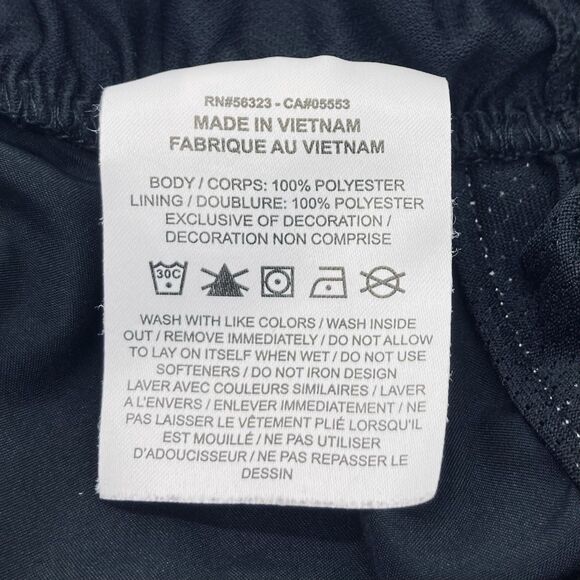 RN#56323 - CA#05553
MADE IN VIETNAM
FABRIQUE AU VIETNAM
BODY / CORPS: 100% POLYESTER
LINING / DOUBLURE: 100% POLYESTER
EXCLUSIVE OF DECORATION /
DECORATION NON COMPRISE
30C
WASH WITH LIKE COLORS / WASH INSIDE
OUT / REMOVE IMMEDIATELY / DO NOT ALLOW
TO LAY ON ITSELF WHEN WET / DO NOT USE
SOFTENERS / DO NOT IRON DESIGN
LAVER AVEC COULEURS SIMILAIRES / LAVER
A L'ENVERS / ENLEVER IMMÉDIATEMENT / NE
PAS LAISSER LE VÊTEMENT PLIÉ LORSQU'IL
EST MOUILLÉ / NE PAS UTILISER
D'ADOUCISSEUR / NE PAS REPASSER LE
DESSIN